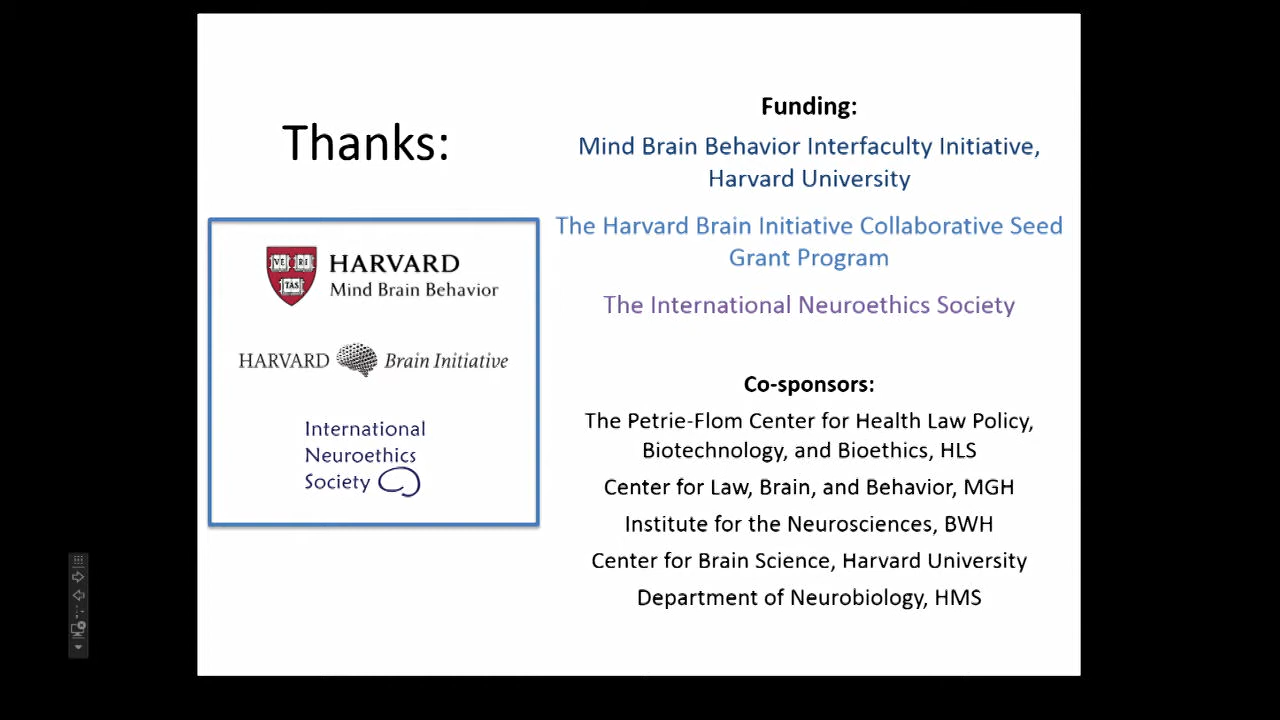 Thanks:
VE RI
TAS
HARVARD
Mind Brain Behavior
HARVARD Brain Initiative
International
Neuroethics
Society
Funding:
Mind Brain Behavior Interfaculty Initiative,
Harvard University
The Harvard Brain Initiative Collaborative Seed
Grant Program
The International Neuroethics Society
Co-sponsors:
The Petrie-Flom Center for Health Law Policy,
Biotechnology, and Bioethics, HLS
Center for Law, Brain, and Behavior, MGH
Institute for the Neurosciences, BWH
Center for Brain Science, Harvard University
Department of Neurobiology, HMS